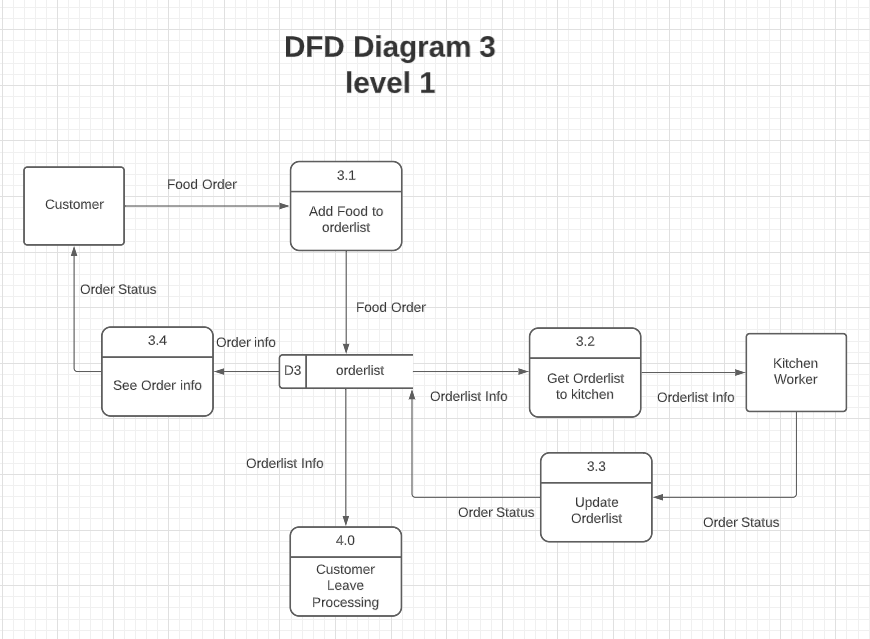 DFD Diagram 3
level 1
3.1
Food Order
Customer
Add Food to
orderlist
Order Status
Food Order
3.4
Order info
3.2
D3
orderlist
See Order info
Get Orderlist
to kitchen
Kitchen
Worker
Orderlist Info
Orderlist Info
Orderlist Info
3.3
Update
Orderlist
Order Status
Order Status
4.0
Customer
Leave
Processing